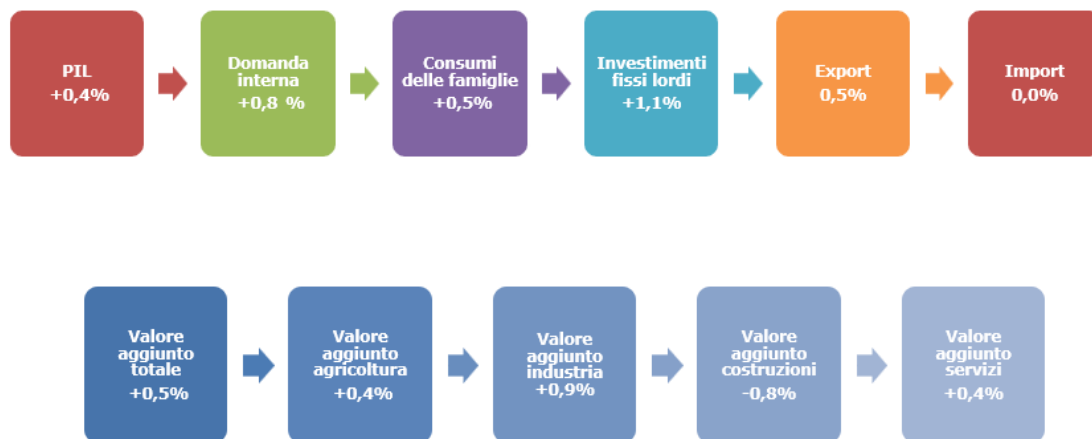 PIL
+0,4%
Domanda
interna
+0,8 %
Consumi
delle famiglie
+0,5%
Investimenti
fissi lordi
+1,1%
Export
0,5%
Import
0,0%
Valore
aggiunto
totale
+0,5%
Valore
aggiunto
agricoltura
+0,4%
Valore
aggiunto
industria
+0,9%
Valore
aggiunto
costruzioni
-0,8%
Valore
aggiunto
servizi
+0,4%